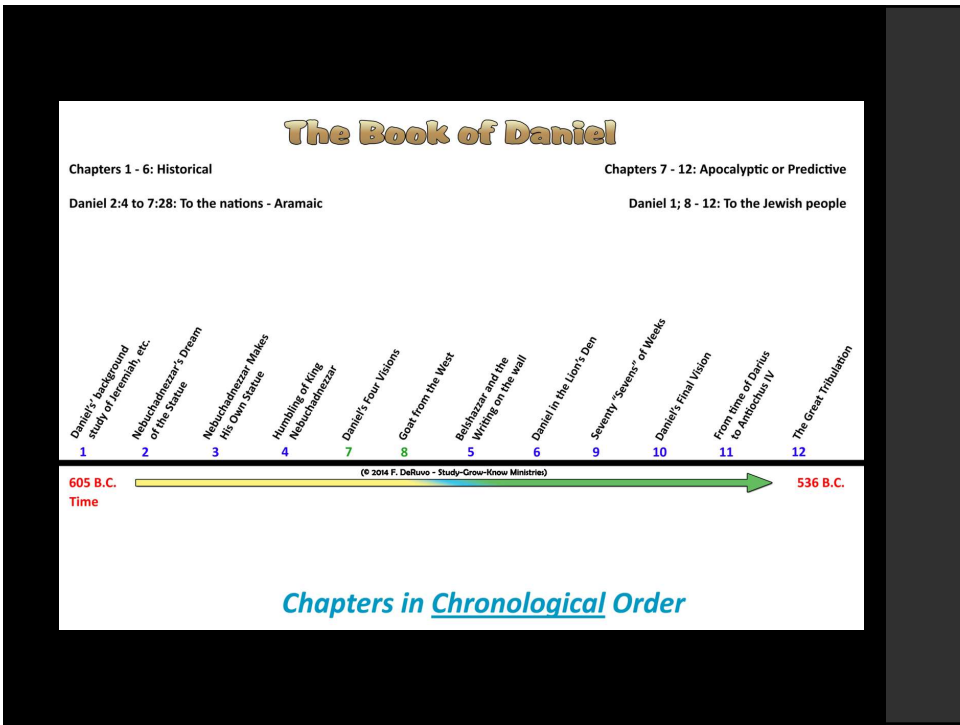 The Book of Daniel
Chapters 1 - 6: Historical
Chapters 7 - 12: Apocalyptic or Predictive
Daniel 2:4 to 7:28: To the nations - Aramaic
Daniel 1; 8 - 12: To the Jewish people
Daniel's' background
study of Jeremiah, etc.
Nebuchadnezzar's Dream
of the Statue
Nebuchadnezzar Makes
His Own Statue
Humbling of King
Nebuchadnezzar
Daniel's Four Visions
Goat from the West
Belshazzar and the
Writing on the wall
Daniel in the Lion's Den
Seventy "Sevens" of Weeks
Daniel's Final Vision
From time of Darius
to Antiochus IV
The Great Tribulation
1 2 3 4 7 8 5 6 9 10 11 12
(© 2014 F. DeRuvo - Study-Grow-Know Ministries)
605 B.C.
Time
536 B.C.
Chapters in Chronological Order